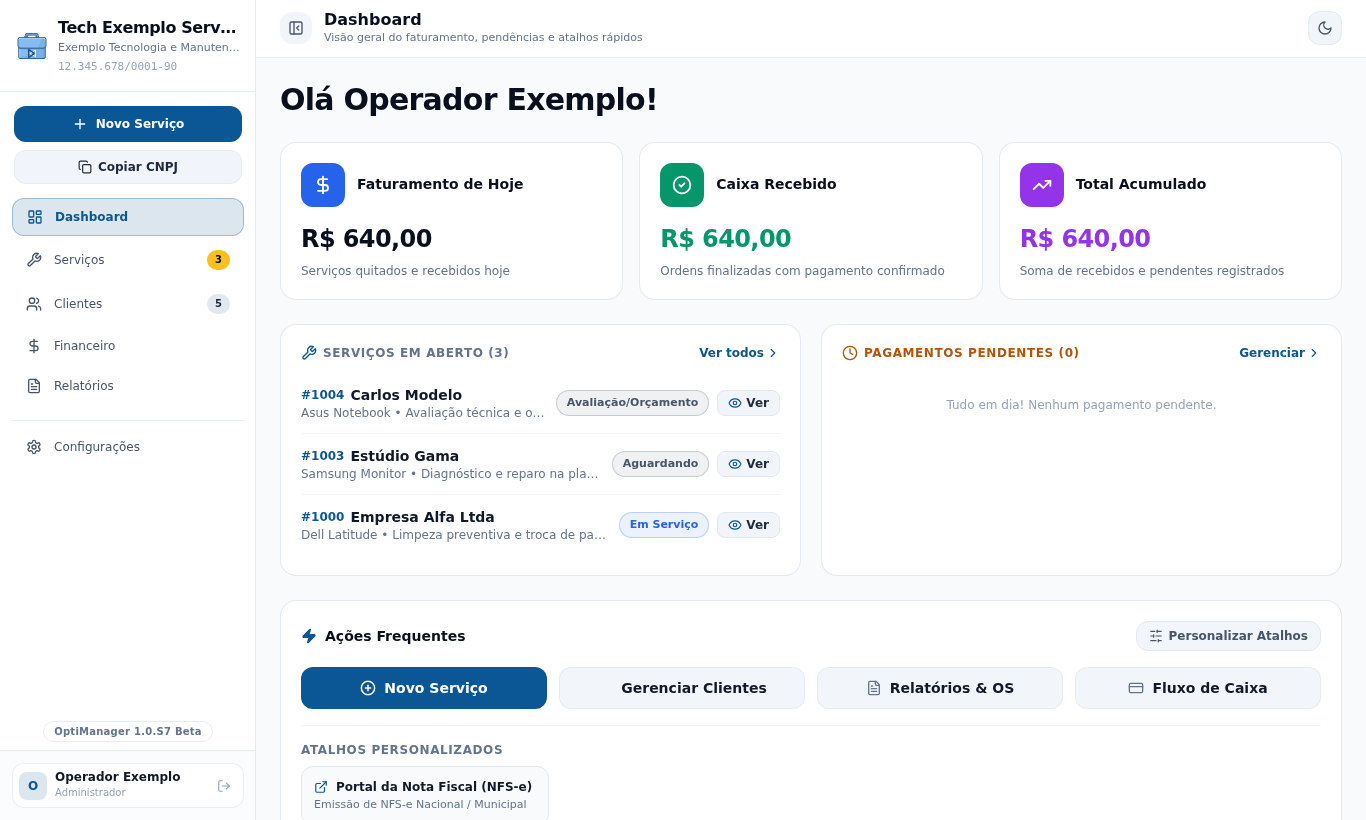 Tech Exemplo Serv...
Exemplo Tecnologia e Manuten...
12.345.678/0001-90
Novo Serviço
Copiar CNPJ
Dashboard
Serviços 3
Clientes 5
Financeiro
Relatórios
Configurações
OptiManager 1.0.S7 Beta
O
Operador Exemplo
Administrador
Dashboard
Visão geral do faturamento, pendências e atalhos rápidos
Olá Operador Exemplo!
Faturamento de Hoje
R$ 640,00
Serviços quitados e recebidos hoje
Caixa Recebido
R$ 640,00
Ordens finalizadas com pagamento confirmado
Total Acumulado
R$ 640,00
Soma de recebidos e pendentes registrados
SERVIÇOS EM ABERTO (3) Ver todos
#1004 Carlos Modelo
Asus Notebook • Avaliação técnica e o...
Avaliação/Orçamento Ver
#1003 Estúdio Gama
Samsung Monitor • Diagnóstico e reparo na pla...
Aguardando Ver
#1000 Empresa Alfa Ltda
Dell Latitude • Limpeza preventiva e troca de pa...
Em Serviço Ver
PAGAMENTOS PENDENTES (0) Gerenciar
Tudo em dia! Nenhum pagamento pendente.
Ações Frequentes Personalizar Atalhos
Novo Serviço Gerenciar Clientes Relatórios & OS Fluxo de Caixa
ATALHOS PERSONALIZADOS
Portal da Nota Fiscal (NFS-e)
Emissão de NFS-e Nacional / Municipal